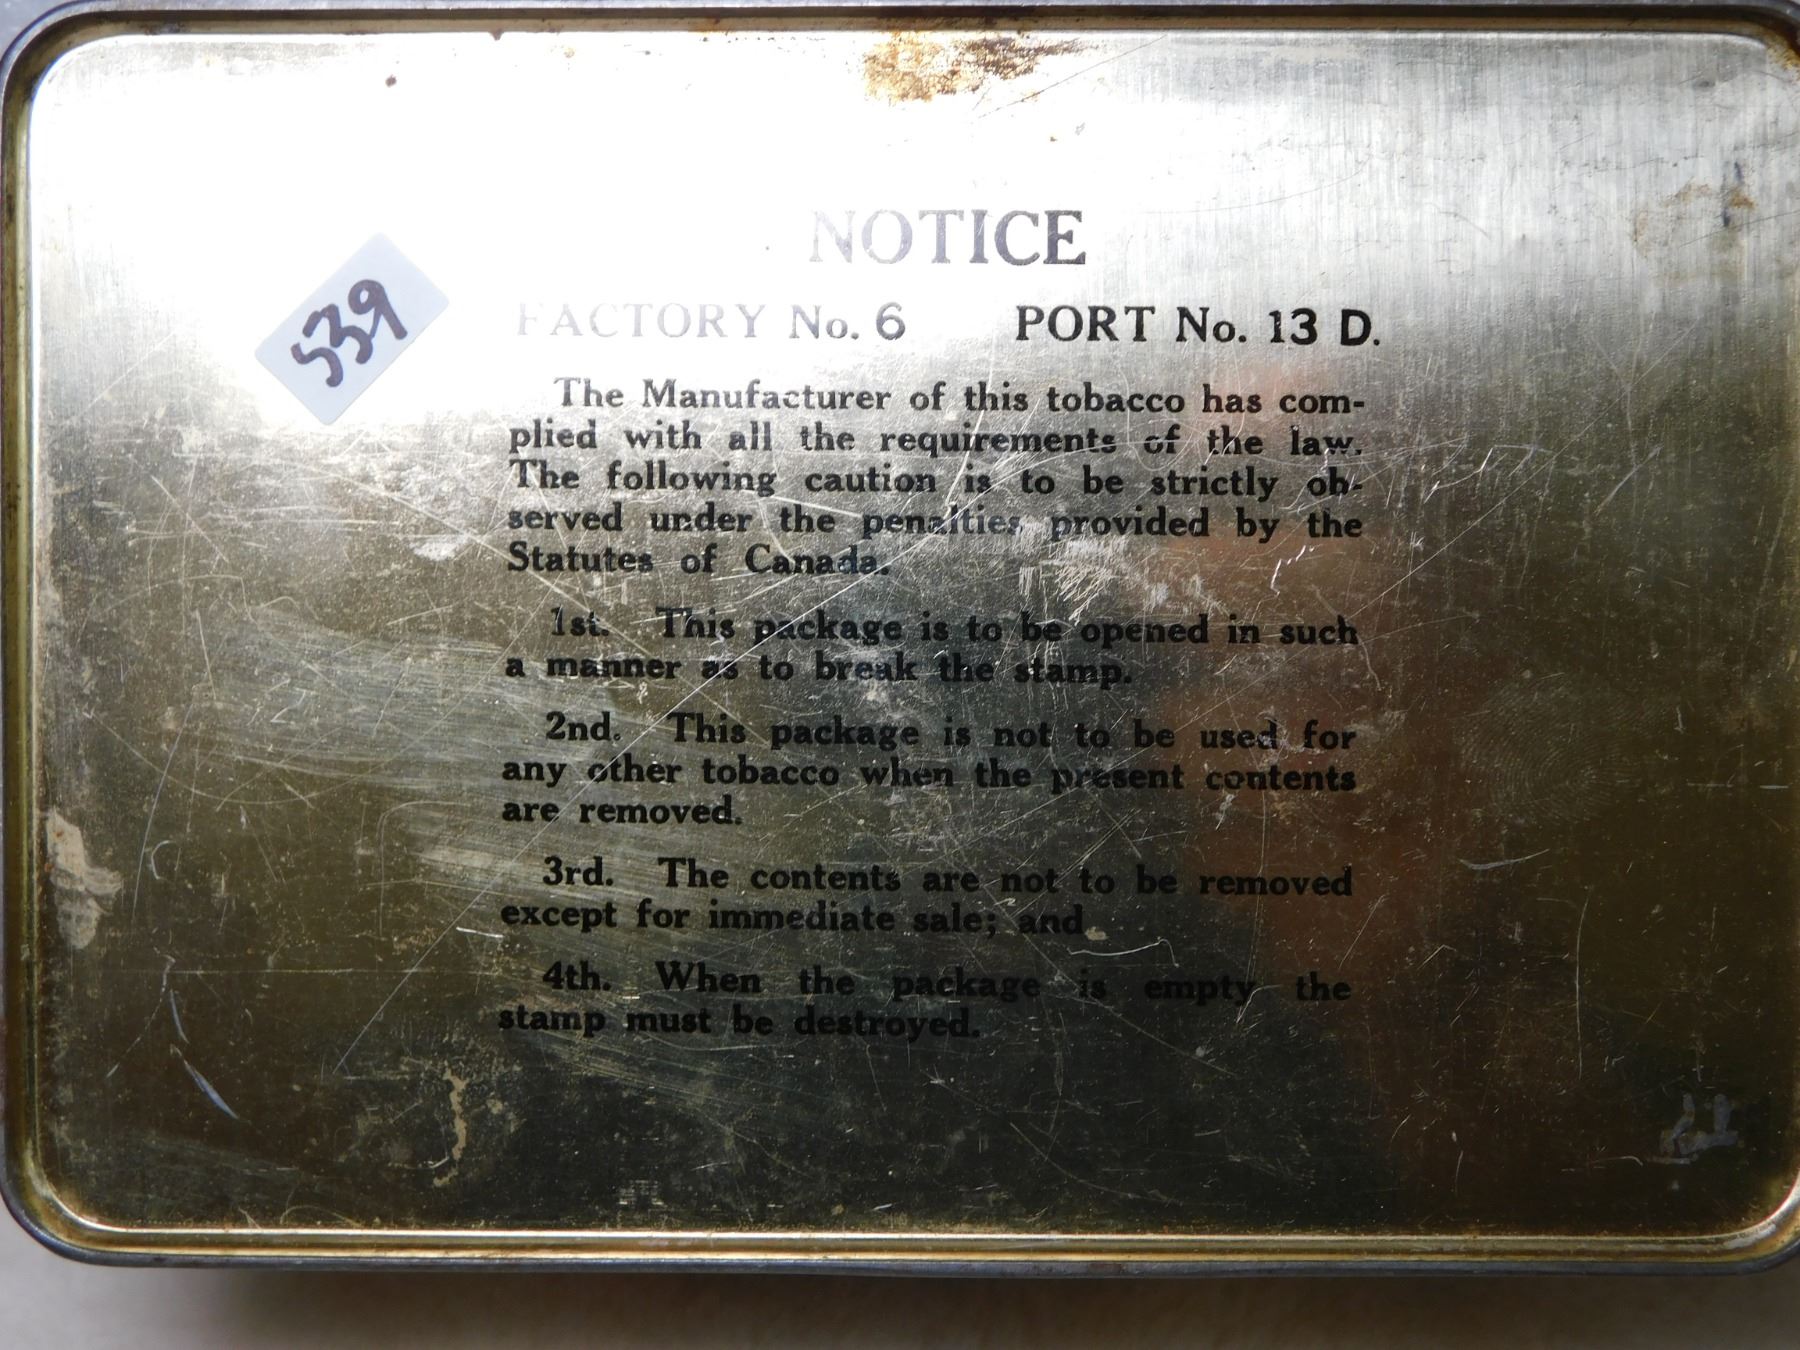 NOTICE
539
FACTORY No. 6 PORT No. 13 D.
The Manufacturer of this tobacco has com-
plied with all the requirements of the law.
The following caution is to be strictly ob-
served under the penalties provided by the
Statutes of Canada.
1st. This package is to be opened in such
a manner as to break the stamp.
2nd. This package is not to be used for
any other tobacco when the present contents
are removed.
3rd. The contents are not to be removed
except for immediate sale; and
4th. When the package is empty the
stamp must be destroyed.